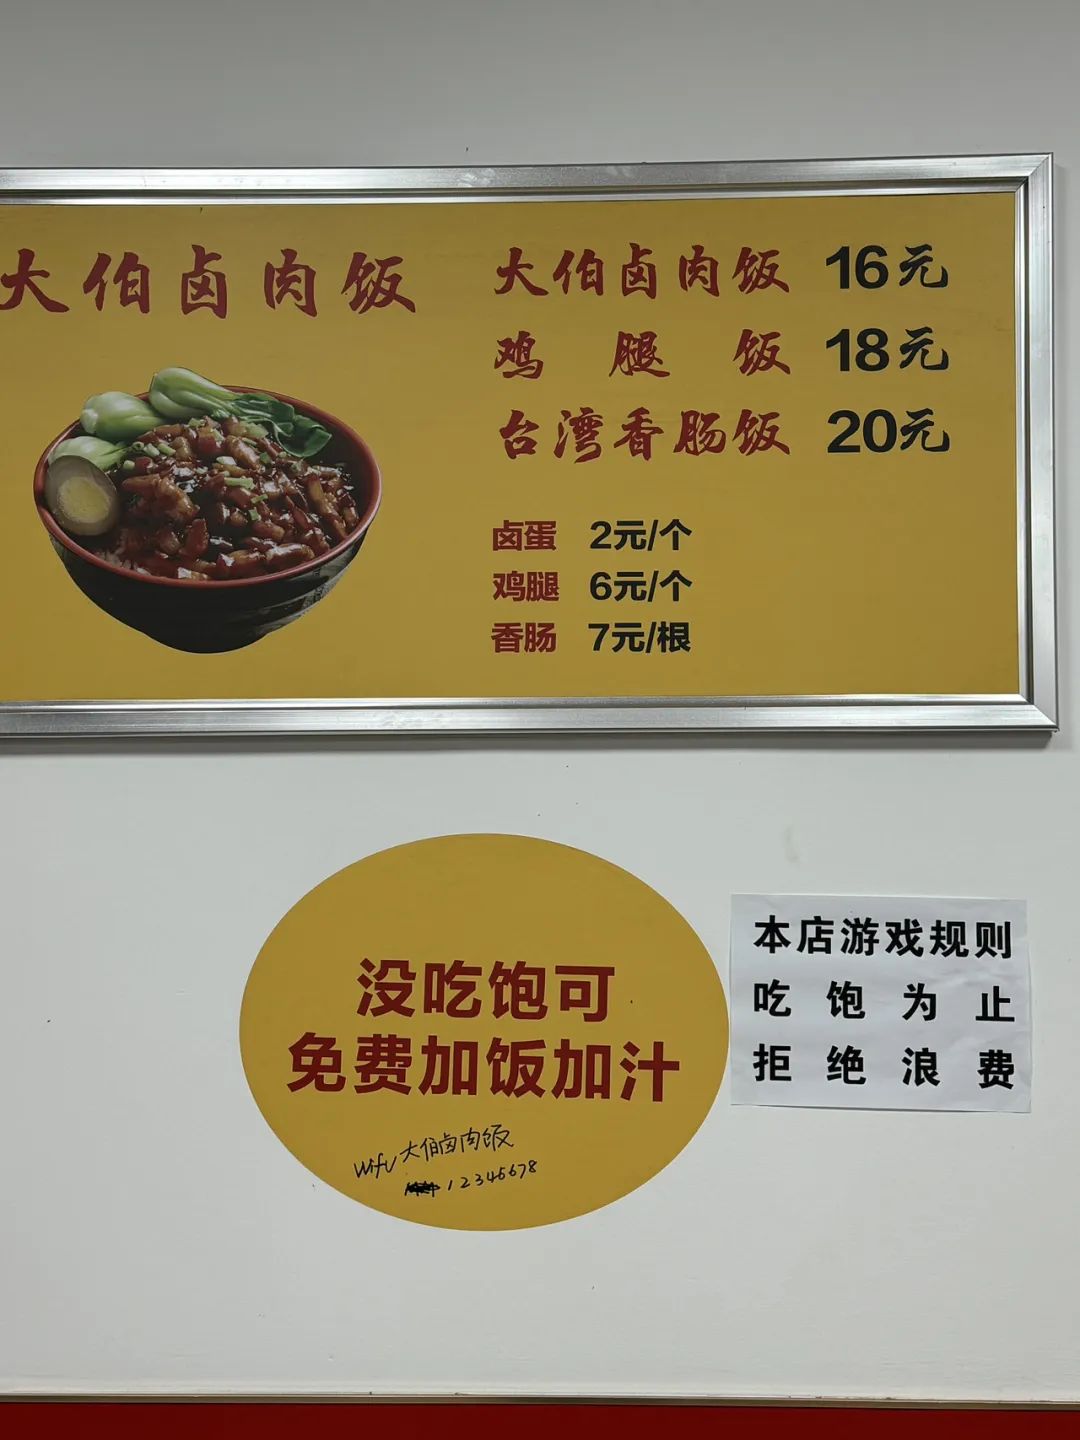 大伯卤肉饭
大伯卤肉饭 16元
鸡腿饭 18元
台湾香肠饭 20元
卤蛋 2元/个
鸡腿 6元/个
香肠 7元/根
没吃饱可
免费加饭加汁
wifi 大伯卤肉饭
12345678
本店游戏规则
吃饱为止
拒绝浪费